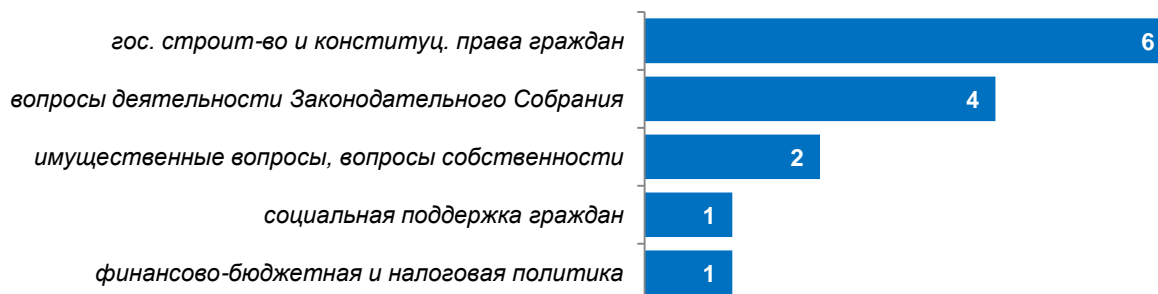 гос. строит-во и конституц. права граждан 6
вопросы деятельности Законодательного Собрания 4
имущественные вопросы, вопросы собственности 2
социальная поддержка граждан 1
финансово-бюджетная и налоговая политика 1